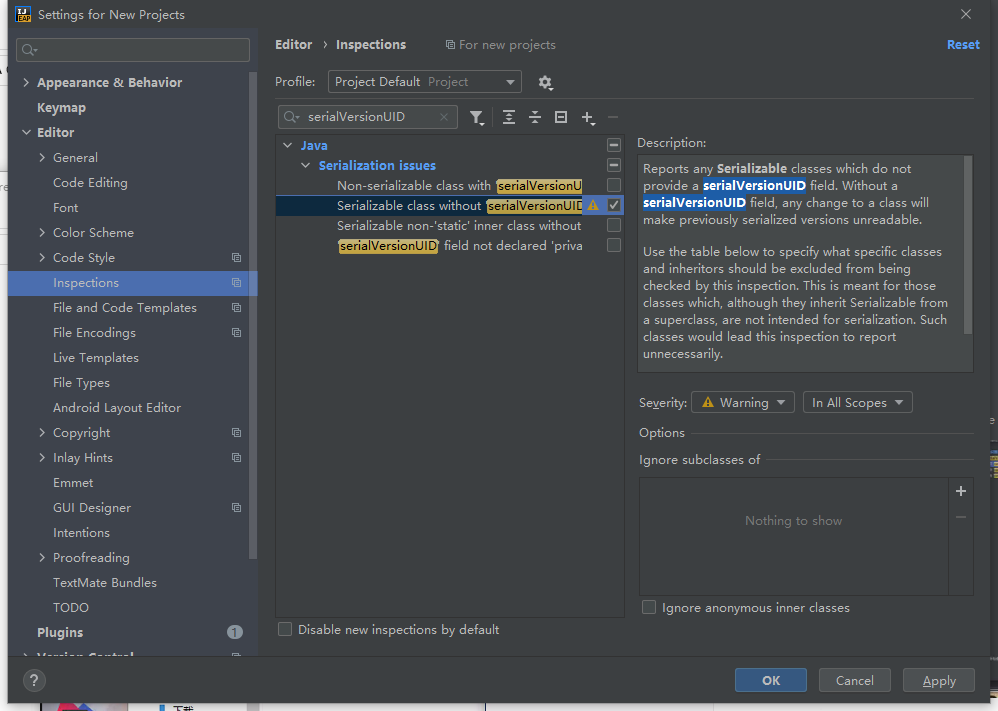 Settings for New Projects
Editor › Inspections For new projects Reset
Profile: Project Default Project
serialVersionUID
Appearance & Behavior
Keymap
Editor
General
Code Editing
Font
Color Scheme
Code Style
Inspections
File and Code Templates
File Encodings
Live Templates
File Types
Android Layout Editor
Copyright
Inlay Hints
Emmet
GUI Designer
Intentions
Proofreading
TextMate Bundles
TODO
Plugins 1
Version Control
Java
Serialization issues
Non-serializable class with 'serialVersionU
Serializable class without 'serialVersionUID
Serializable non-'static' inner class without
'serialVersionUID' field not declared 'priva
Disable new inspections by default
Description:
Reports any Serializable classes which do not
provide a serialVersionUID field. Without a
serialVersionUID field, any change to a class will
make previously serialized versions unreadable.
Use the table below to specify what specific classes
and inheritors should be excluded from being
checked by this inspection. This is meant for those
classes which, although they inherit Serializable from
a superclass, are not intended for serialization. Such
classes would lead this inspection to report
unnecessarily.
Severity: Warning In All Scopes
Options
Ignore subclasses of
Nothing to show
Ignore anonymous inner classes
? OK Cancel Apply
下载